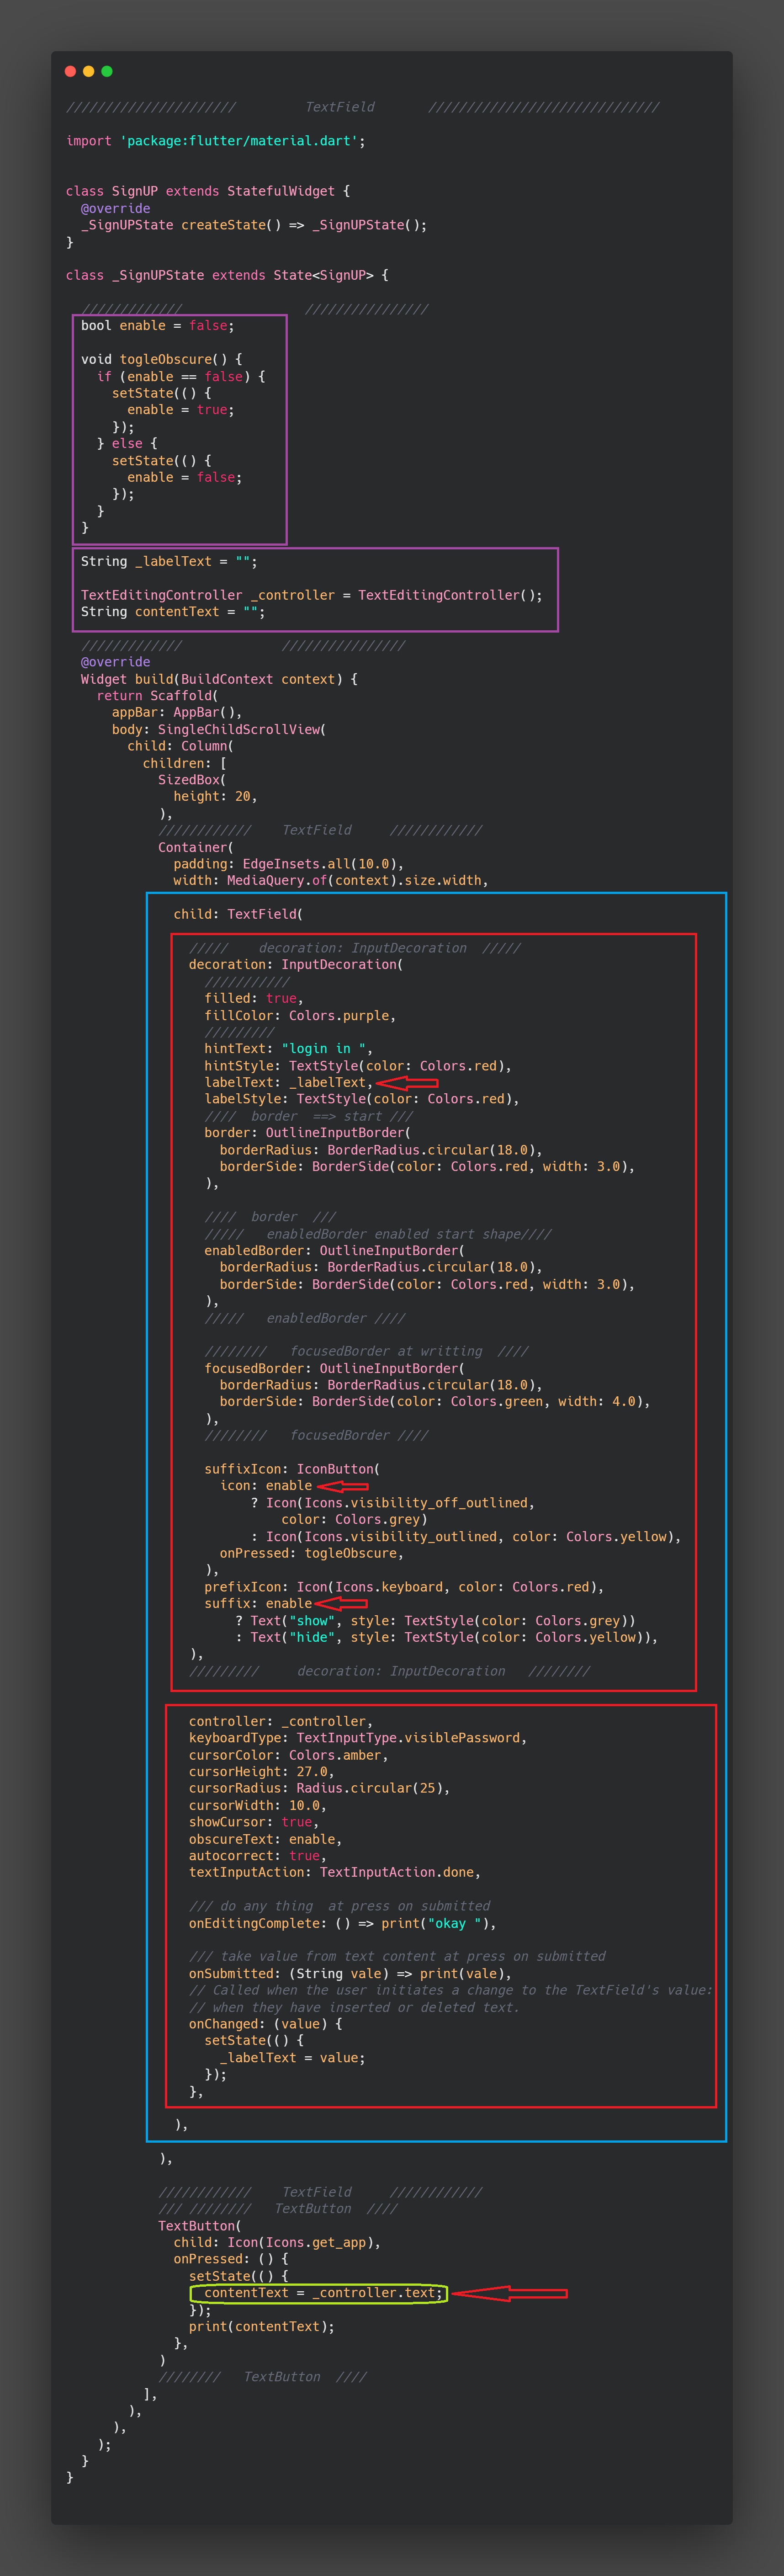 //////////////////////         TextField       //////////////////////////////
import 'package:flutter/material.dart';
class SignUP extends StatefulWidget {
  @override
  _SignUPState createState() => _SignUPState();
}
class _SignUPState extends State<SignUP> {
  /////////////                ////////////////
  bool enable = false;
  void togleObscure() {
    if (enable == false) {
      setState(() {
        enable = true;
      });
    } else {
      setState(() {
        enable = false;
      });
    }
  }
  String _labelText = "";
  TextEditingController _controller = TextEditingController();
  String contentText = "";
  /////////////             ////////////////
  @override
  Widget build(BuildContext context) {
    return Scaffold(
      appBar: AppBar(),
      body: SingleChildScrollView(
        child: Column(
          children: [
            SizedBox(
              height: 20,
            ),
            ////////////    TextField     ////////////
            Container(
              padding: EdgeInsets.all(10.0),
              width: MediaQuery.of(context).size.width,
              child: TextField(
                /////    decoration: InputDecoration  /////
                decoration: InputDecoration(
                  ///////////
                  filled: true,
                  fillColor: Colors.purple,
                  /////////
                  hintText: "login in ",
                  hintStyle: TextStyle(color: Colors.red),
                  labelText: _labelText,
                  labelStyle: TextStyle(color: Colors.red),
                  ////  border  ==> start ///
                  border: OutlineInputBorder(
                    borderRadius: BorderRadius.circular(18.0),
                    borderSide: BorderSide(color: Colors.red, width: 3.0),
                  ),
                  ////  border  ///
                  /////   enabledBorder enabled start shape////
                  enabledBorder: OutlineInputBorder(
                    borderRadius: BorderRadius.circular(18.0),
                    borderSide: BorderSide(color: Colors.red, width: 3.0),
                  ),
                  /////   enabledBorder ////
                  ////////   focusedBorder at writting  ////
                  focusedBorder: OutlineInputBorder(
                    borderRadius: BorderRadius.circular(18.0),
                    borderSide: BorderSide(color: Colors.green, width: 4.0),
                  ),
                  ////////   focusedBorder ////
                  suffixIcon: IconButton(
                    icon: enable
                        ? Icon(Icons.visibility_off_outlined,
                            color: Colors.grey)
                        : Icon(Icons.visibility_outlined, color: Colors.yellow),
                    onPressed: togleObscure,
                  ),
                  prefixIcon: Icon(Icons.keyboard, color: Colors.red),
                  suffix: enable
                      ? Text("show", style: TextStyle(color: Colors.grey))
                      : Text("hide", style: TextStyle(color: Colors.yellow)),
                ),
                /////////     decoration: InputDecoration   ////////
                controller: _controller,
                keyboardType: TextInputType.visiblePassword,
                cursorColor: Colors.amber,
                cursorHeight: 27.0,
                cursorRadius: Radius.circular(25),
                cursorWidth: 10.0,
                showCursor: true,
                obscureText: enable,
                autocorrect: true,
                textInputAction: TextInputAction.done,
                /// do any thing  at press on submitted
                onEditingComplete: () => print("okay "),
                /// take value from text content at press on submitted
                onSubmitted: (String vale) => print(vale),
                // Called when the user initiates a change to the TextField's value:
                // when they have inserted or deleted text.
                onChanged: (value) {
                  setState(() {
                    _labelText = value;
                  });
                },
              ),
            ),
            ////////////    TextField     ////////////
            /// ////////   TextButton  ////
            TextButton(
              child: Icon(Icons.get_app),
              onPressed: () {
                setState(() {
                  contentText = _controller.text;
                });
                print(contentText);
              },
            )
            ////////   TextButton  ////
          ],
        ),
      ),
    );
  }
}